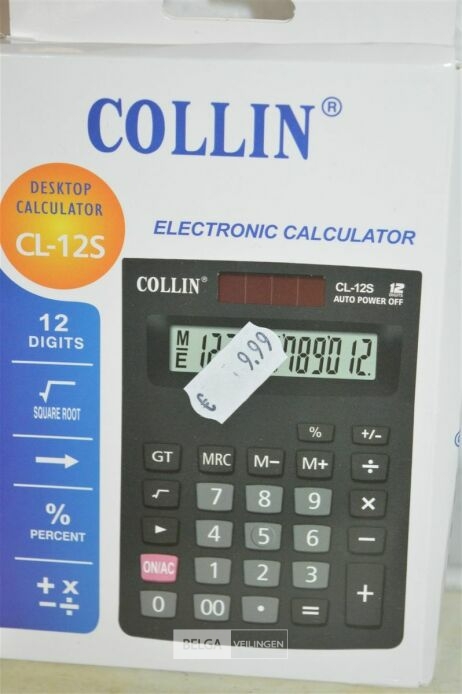 COLLIN®
DESKTOP
CALCULATOR
CL-12S
ELECTRONIC CALCULATOR
12
DIGITS
√
SQUARE ROOT
→
%
PERCENT
+ ×
− ÷
COLLIN®
CL-12S 12 DIGITS
AUTO POWER OFF
M
E
789012.
€ 9.99
% +/-
GT MRC M− M+ ÷
√ 7 8 9 ×
► 4 5 6 −
ON/AC 1 2 3 +
0 00 • =
BELGA VEILINGEN